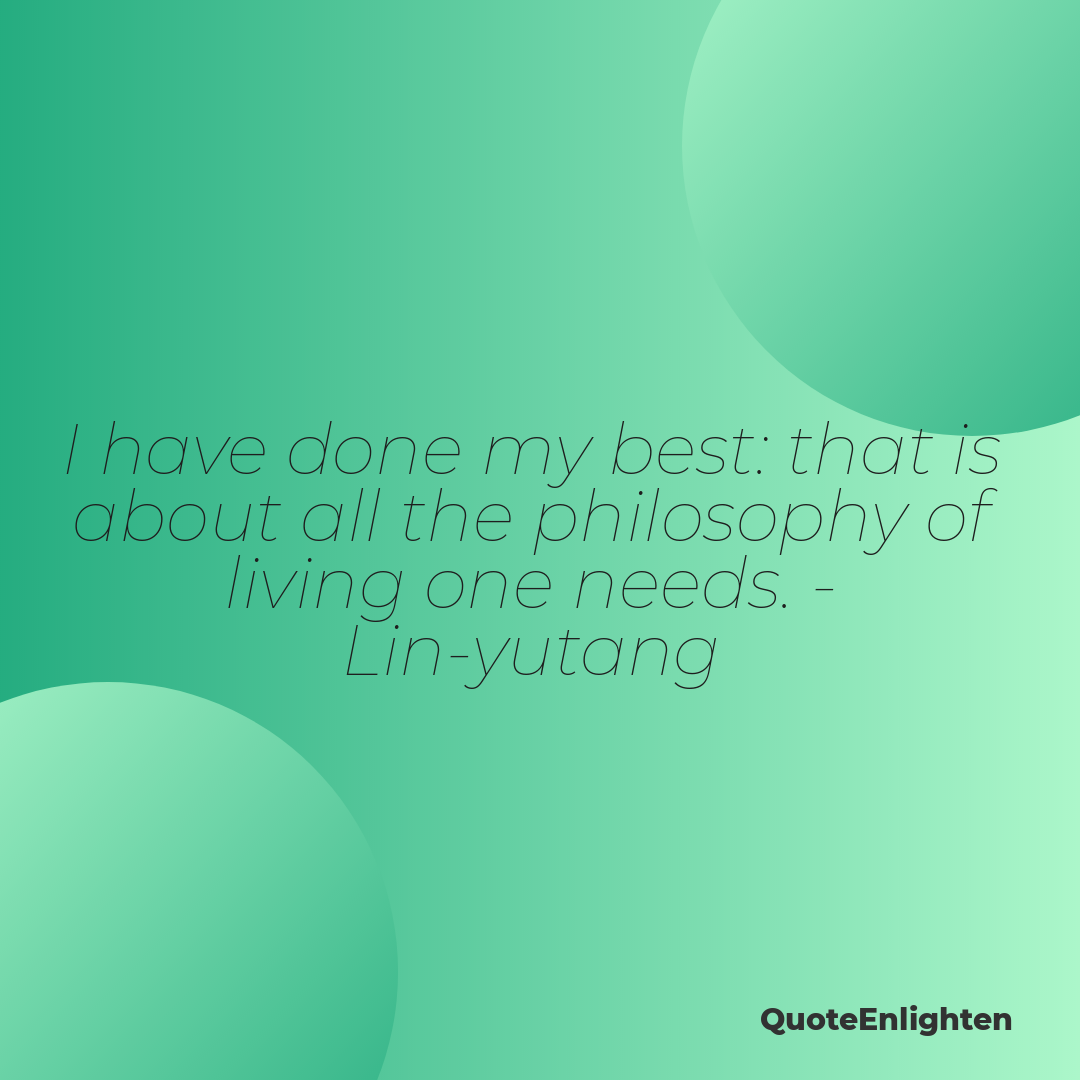 I have done my best: that is
about all the philosophy of
living one needs. -
Lin-yutang
QuoteEnlighten